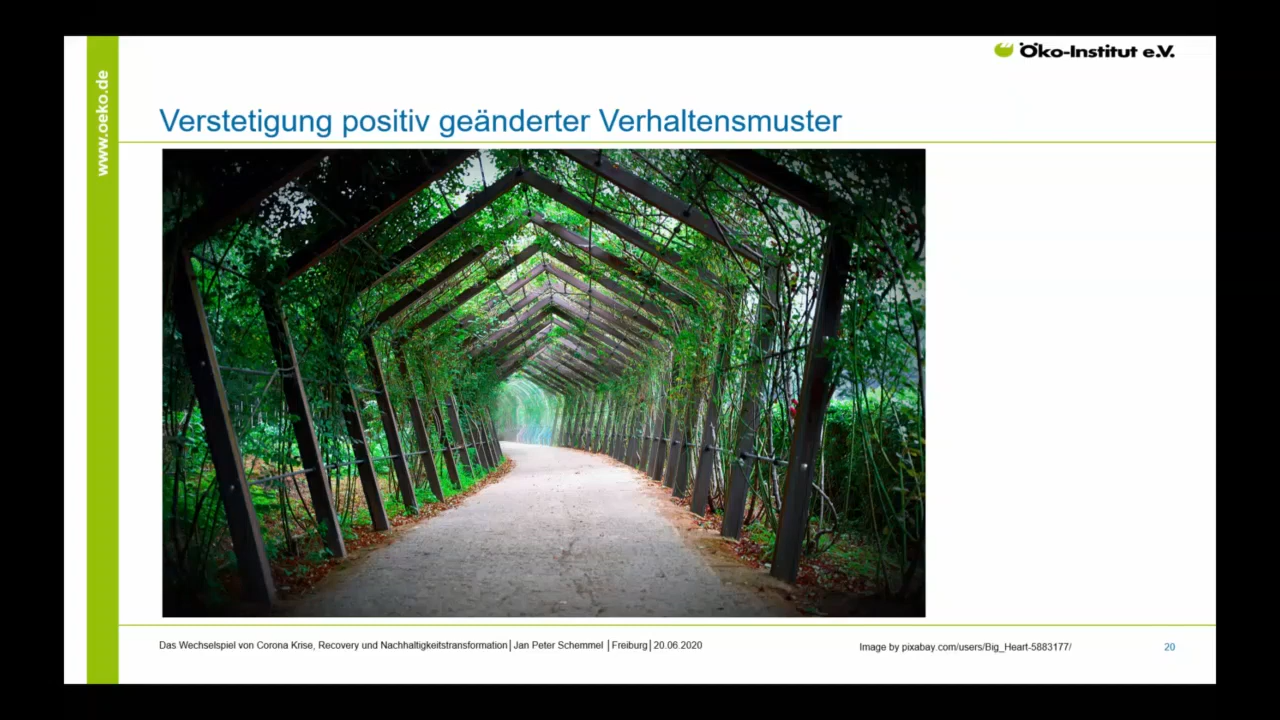 Öko-Institut e.V.
www.oeko.de
Verstetigung positiv geänderter Verhaltensmuster
Das Wechselspiel von Corona Krise, Recovery und Nachhaltigkeitstransformation│Jan Peter Schemmel │Freiburg│20.06.2020
Image by pixabay.com/users/Big_Heart-5883177/
20